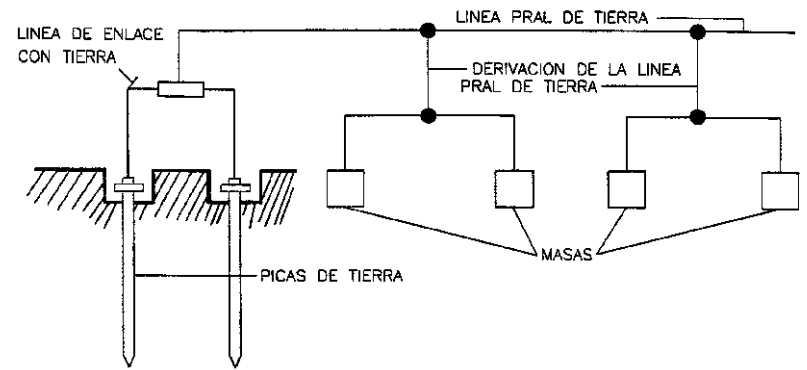 LINEA PRAL DE TIERRA
LINEA DE ENLACE
CON TIERRA
DERIVACION DE LA LINEA
PRAL DE TIERRA
MASAS
PICAS DE TIERRA